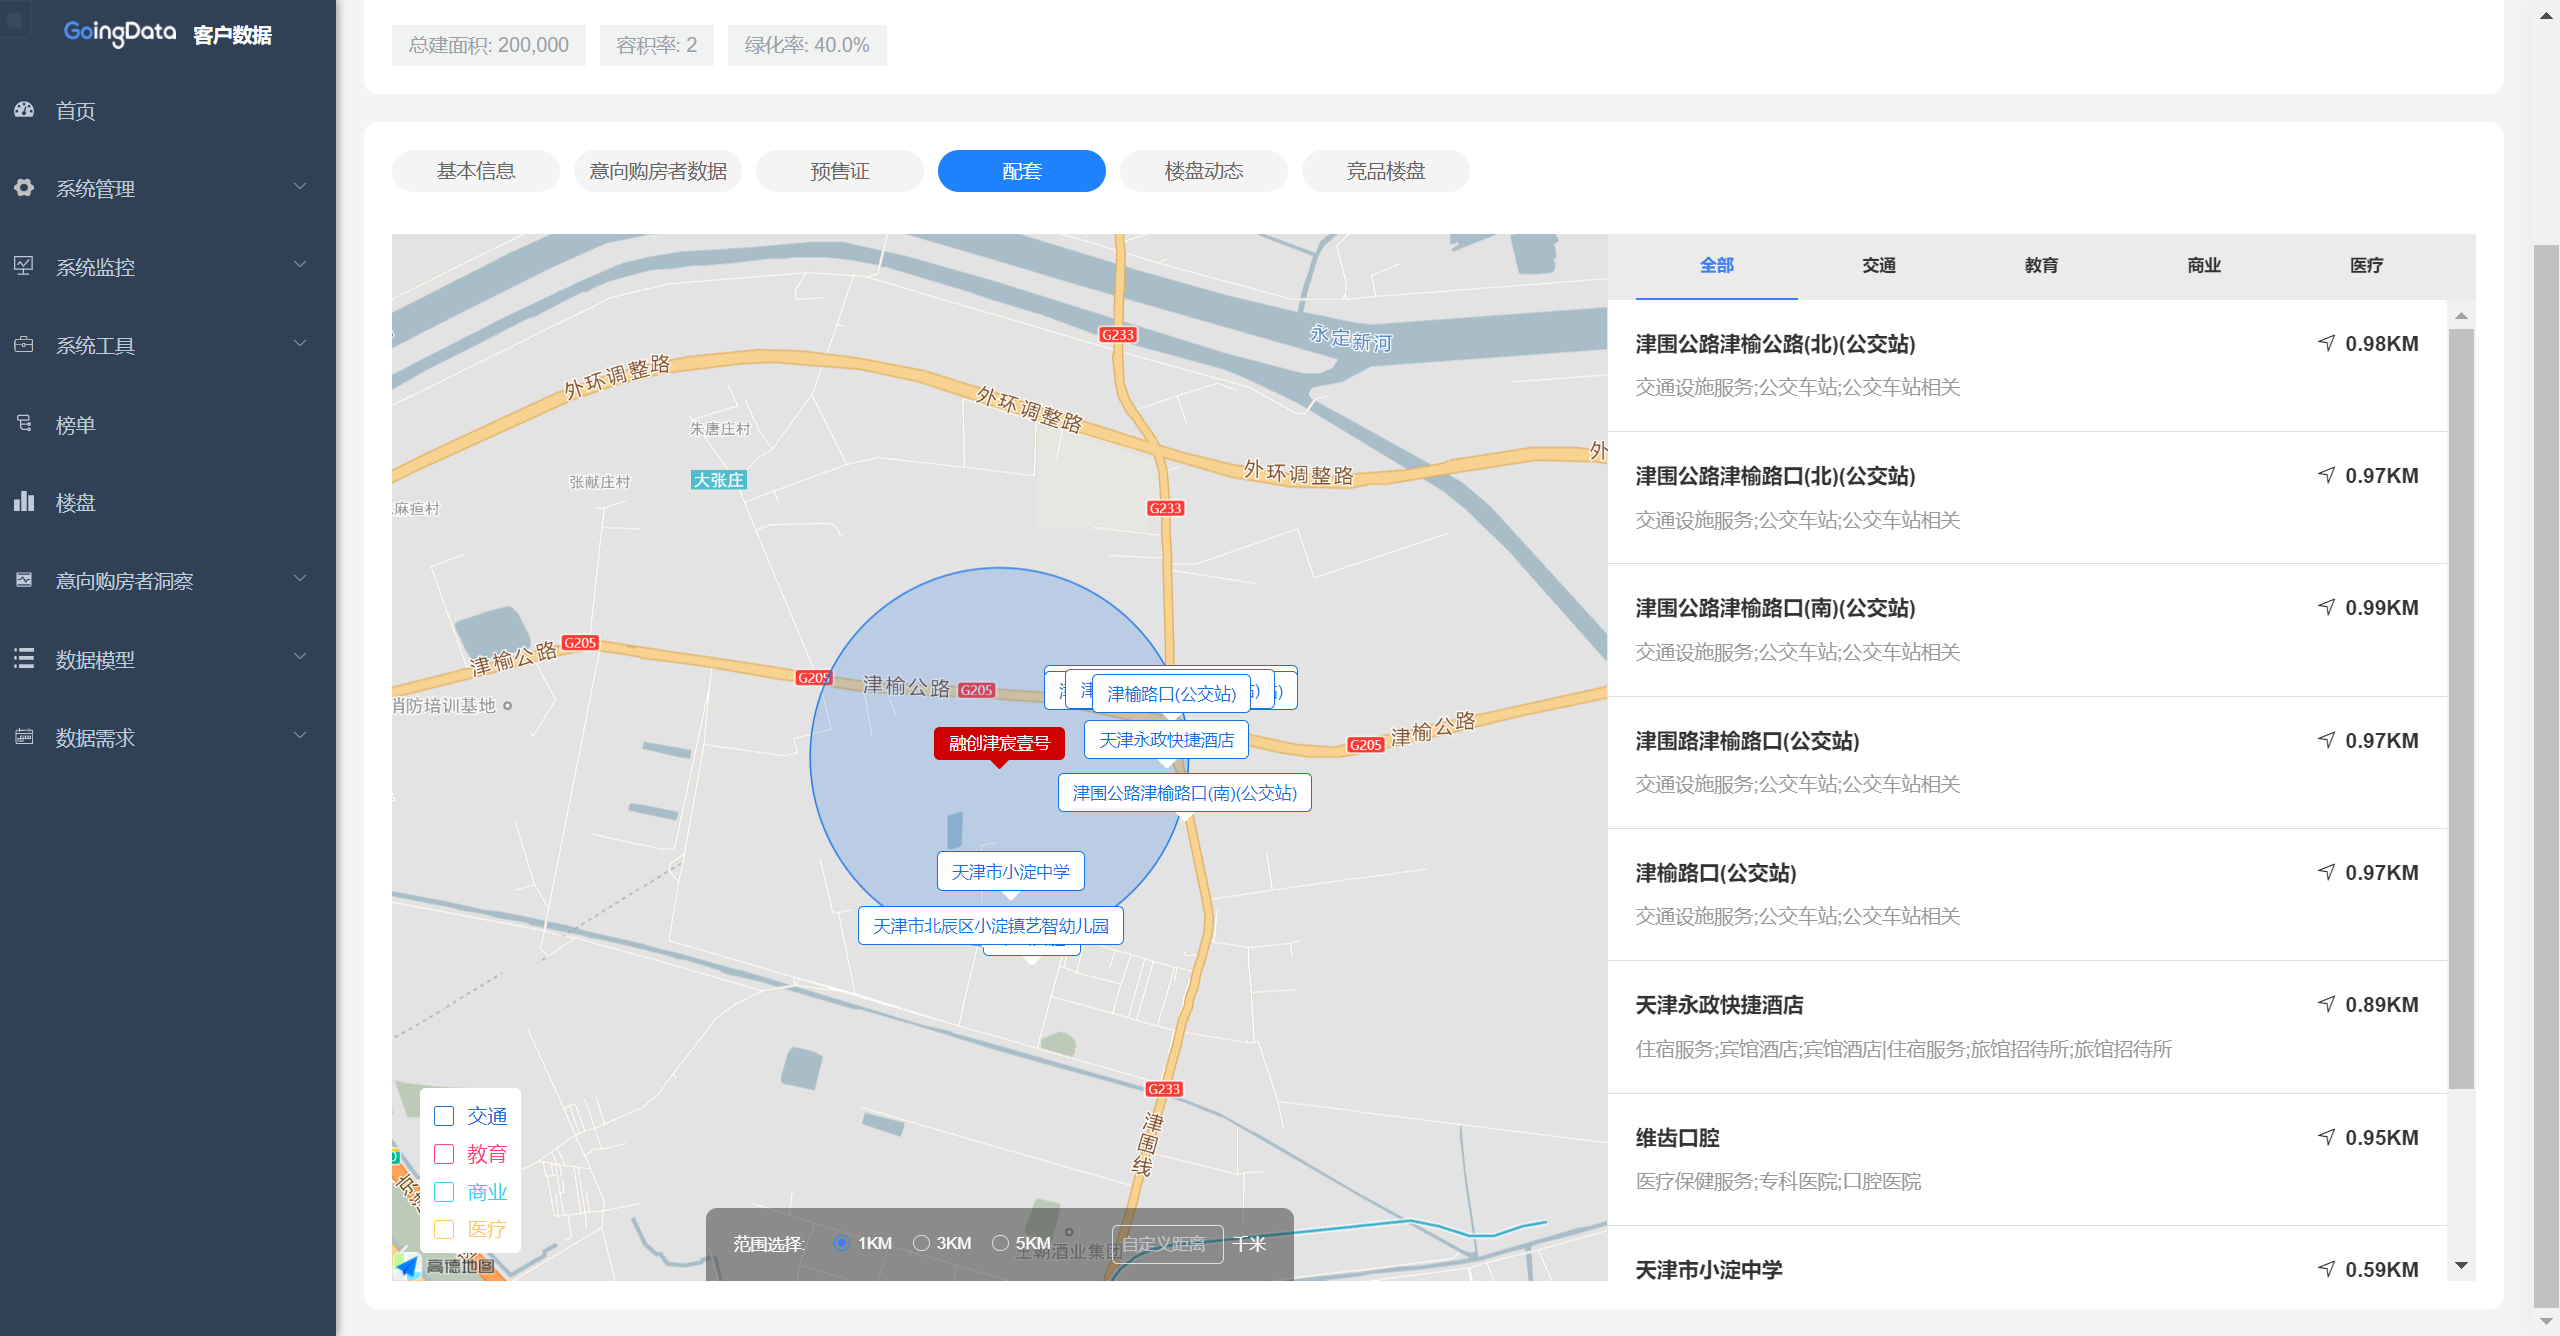 GoingData 客户数据
首页
系统管理
系统监控
系统工具
榜单
楼盘
意向购房者洞察
数据模型
数据需求
总建面积: 200,000
容积率: 2
绿化率: 40.0%
基本信息
意向购房者数据
预售证
配套
楼盘动态
竞品楼盘
G233
永定新河
外环调整路
外环调整路
朱唐庄村
外环调整路
外
张献庄村
大张庄
麻疸村
G233
G205
津榆公路
G205
津榆公路
G205
消防培训基地
津榆路口(公交站)
融创津宸壹号
天津永政快捷酒店
G205
津榆公路
津围公路津榆路口(南)(公交站)
天津市小淀中学
天津市北辰区小淀镇艺智幼儿园
G233
津围线
交通
教育
商业
医疗
高德地图
范围选择:
1KM
3KM
5KM
王朝酒业集团
自定义距离
千米
全部
交通
教育
商业
医疗
津围公路津榆公路(北)(公交站)
0.98KM
交通设施服务;公交车站;公交车站相关
津围公路津榆路口(北)(公交站)
0.97KM
交通设施服务;公交车站;公交车站相关
津围公路津榆路口(南)(公交站)
0.99KM
交通设施服务;公交车站;公交车站相关
津围路津榆路口(公交站)
0.97KM
交通设施服务;公交车站;公交车站相关
津榆路口(公交站)
0.97KM
交通设施服务;公交车站;公交车站相关
天津永政快捷酒店
0.89KM
住宿服务;宾馆酒店;宾馆酒店|住宿服务;旅馆招待所;旅馆招待所
维齿口腔
0.95KM
医疗保健服务;专科医院;口腔医院
天津市小淀中学
0.59KM